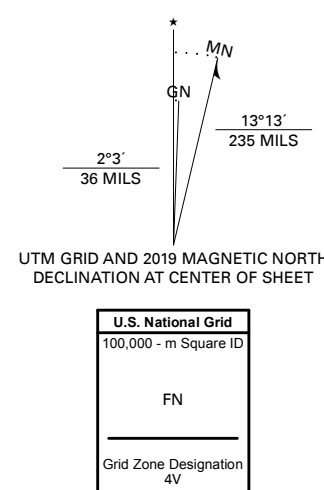 ★
MN
GN
13°13´
235 MILS
2°3´
36 MILS
UTM GRID AND 2019 MAGNETIC NORTH
DECLINATION AT CENTER OF SHEET
U.S. National Grid
100,000 - m Square ID
FN
Grid Zone Designation
4V